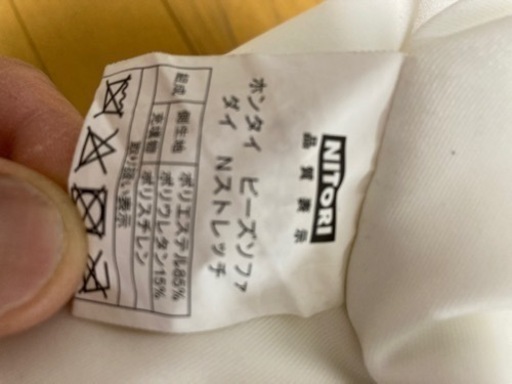 NITORI
品質表示
ホンタイ ビーズソファ
ダイ Nストレッチ
組成
側生地
ポリエステル85%
ポリウレタン15%
充填物
ポリスチレン
取り扱い表示